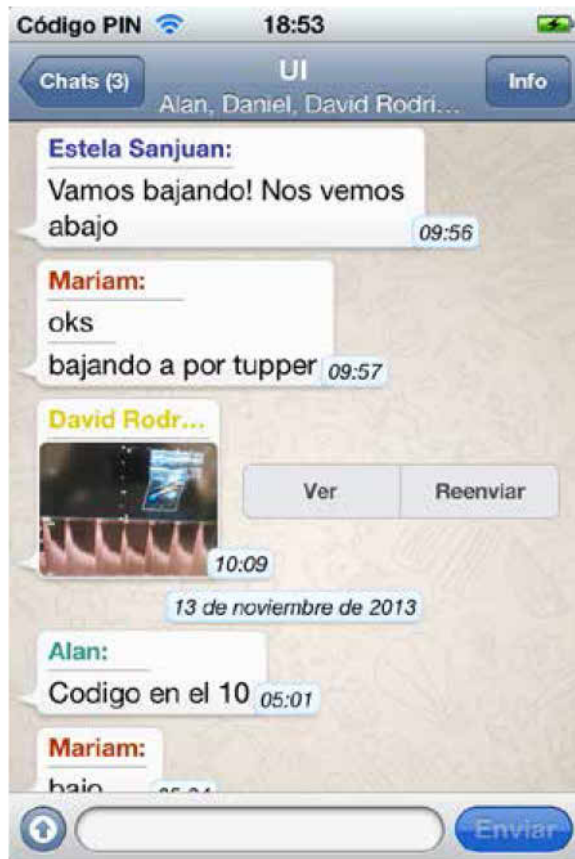 Código PIN 18:53
Chats (3)
UI
Alan, Daniel, David Rodri...
Info
Estela Sanjuan:
Vamos bajando! Nos vemos
abajo
09:56
Mariam:
oks
bajando a por tupper 09:57
David Rodr...
Ver Reenviar
10:09
13 de noviembre de 2013
Alan:
Codigo en el 10 05:01
Mariam:
bajo
Enviar